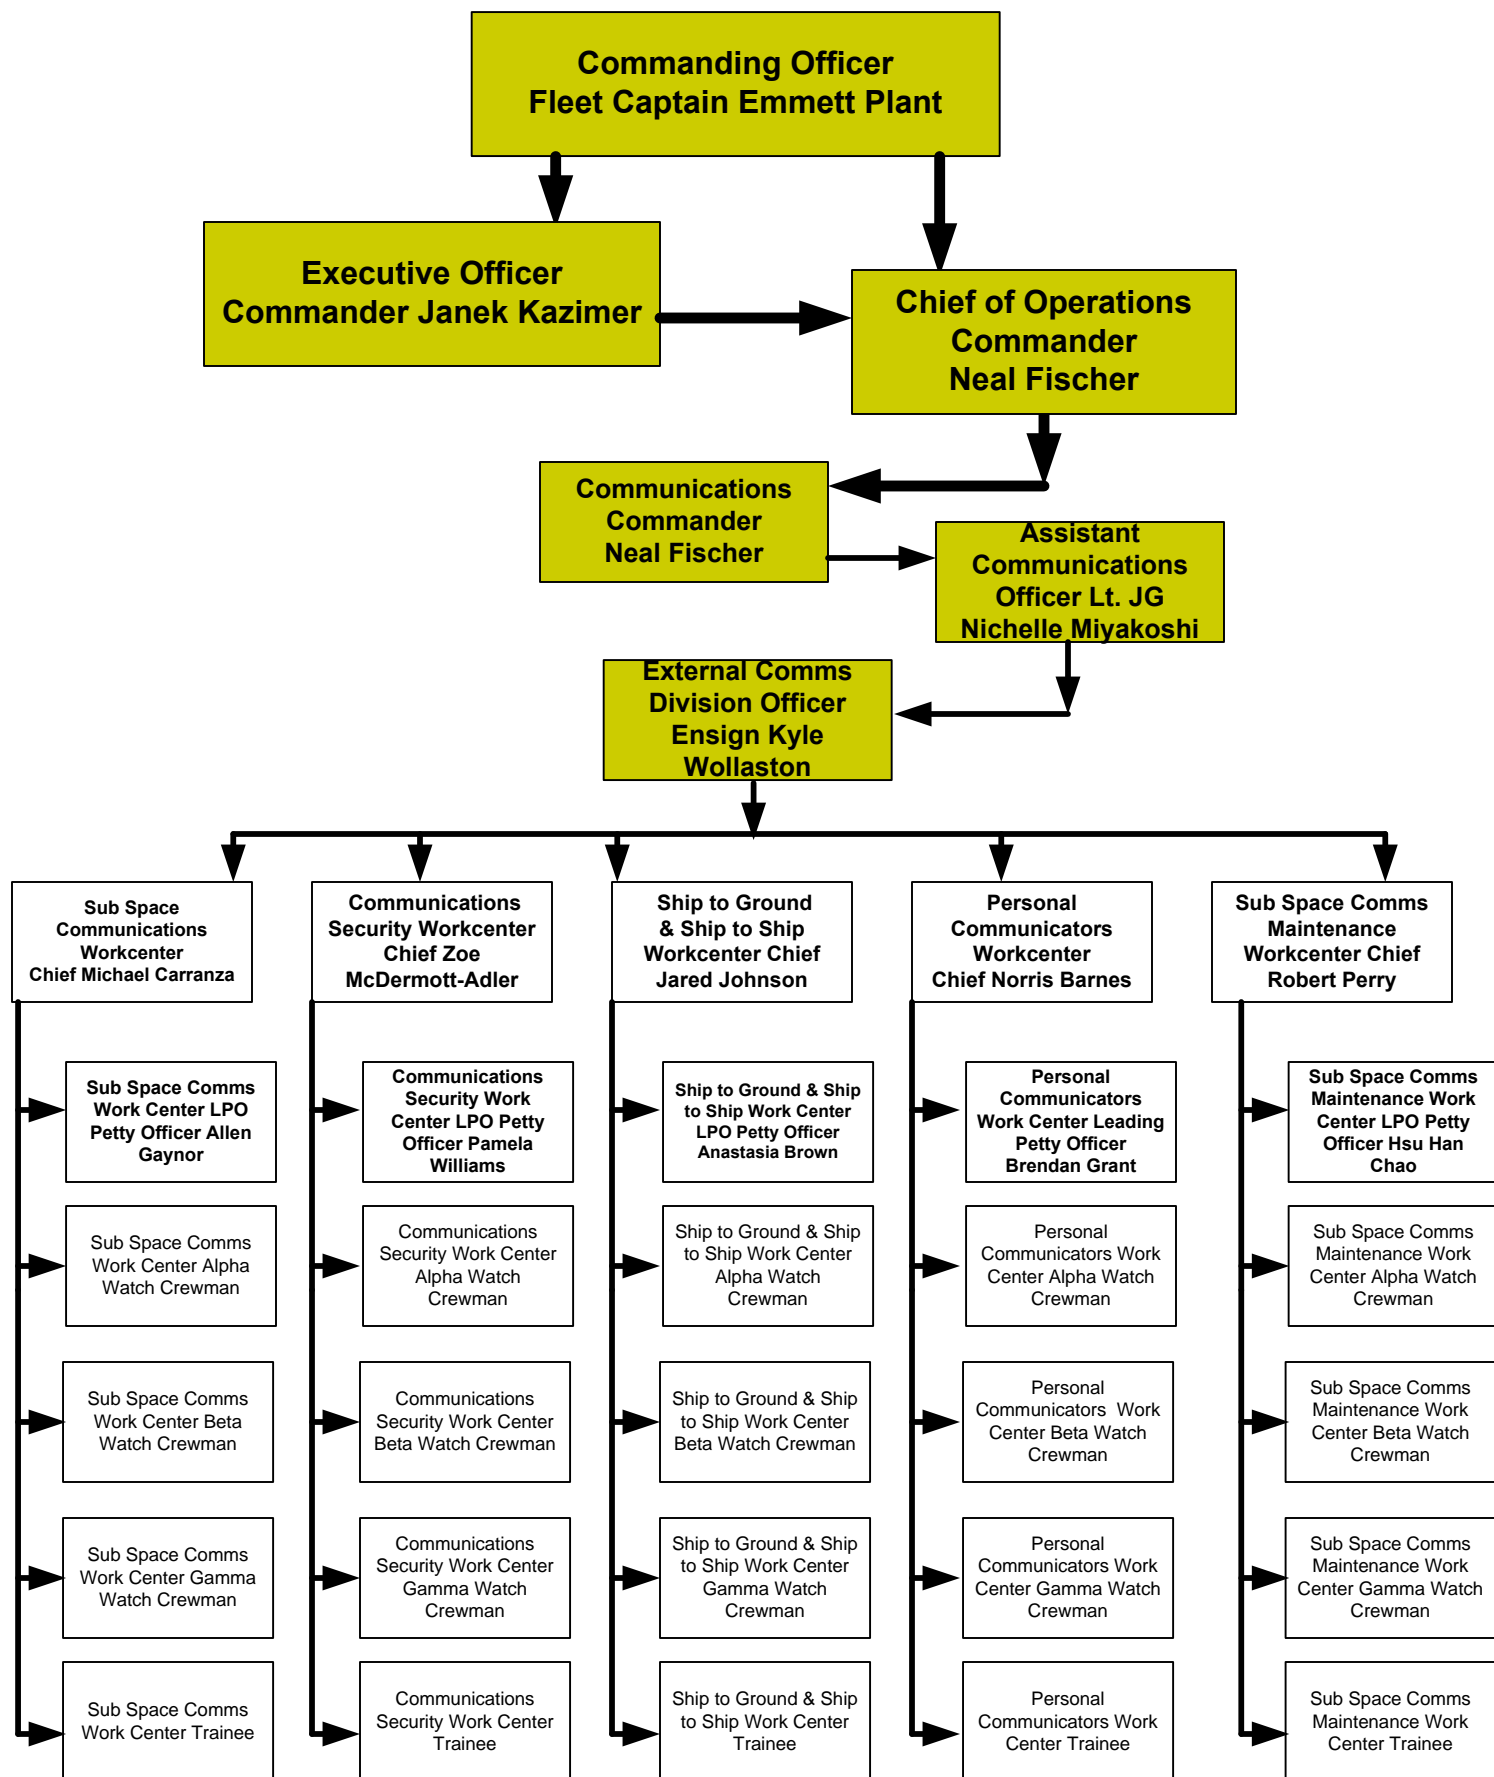 Commanding Officer
Fleet Captain Emmett Plant
Executive Officer
Commander Janek Kazimer
Chief of Operations
Commander
Neal Fischer
Communications
Commander
Neal Fischer
Assistant
Communications
Officer Lt. JG
Nichelle Miyakoshi
External Comms
Division Officer
Ensign Kyle
Wollaston
Sub Space
Communications
Workcenter
Chief Michael Carranza
Communications
Security Workcenter
Chief Zoe
McDermott-Adler
Ship to Ground
& Ship to Ship
Workcenter Chief
Jared Johnson
Personal
Communicators
Workcenter
Chief Norris Barnes
Sub Space Comms
Maintenance
Workcenter Chief
Robert Perry
Sub Space Comms
Work Center LPO
Petty Officer Allen
Gaynor
Communications
Security Work
Center LPO Petty
Officer Pamela
Williams
Ship to Ground & Ship
to Ship Work Center
LPO Petty Officer
Anastasia Brown
Personal
Communicators
Work Center Leading
Petty Officer
Brendan Grant
Sub Space Comms
Maintenance Work
Center LPO Petty
Officer Hsu Han
Chao
Sub Space Comms
Work Center Alpha
Watch Crewman
Communications
Security Work Center
Alpha Watch
Crewman
Ship to Ground & Ship
to Ship Work Center
Alpha Watch
Crewman
Personal
Communicators Work
Center Alpha Watch
Crewman
Sub Space Comms
Maintenance Work
Center Alpha Watch
Crewman
Sub Space Comms
Work Center Beta
Watch Crewman
Communications
Security Work Center
Beta Watch Crewman
Ship to Ground & Ship
to Ship Work Center
Beta Watch Crewman
Personal
Communicators Work
Center Beta Watch
Crewman
Sub Space Comms
Maintenance Work
Center Beta Watch
Crewman
Sub Space Comms
Work Center Gamma
Watch Crewman
Communications
Security Work Center
Gamma Watch
Crewman
Ship to Ground & Ship
to Ship Work Center
Gamma Watch
Crewman
Personal
Communicators Work
Center Gamma Watch
Crewman
Sub Space Comms
Maintenance Work
Center Gamma Watch
Crewman
Sub Space Comms
Work Center Trainee
Communications
Security Work Center
Trainee
Ship to Ground & Ship
to Ship Work Center
Trainee
Personal
Communicators Work
Center Trainee
Sub Space Comms
Maintenance Work
Center Trainee